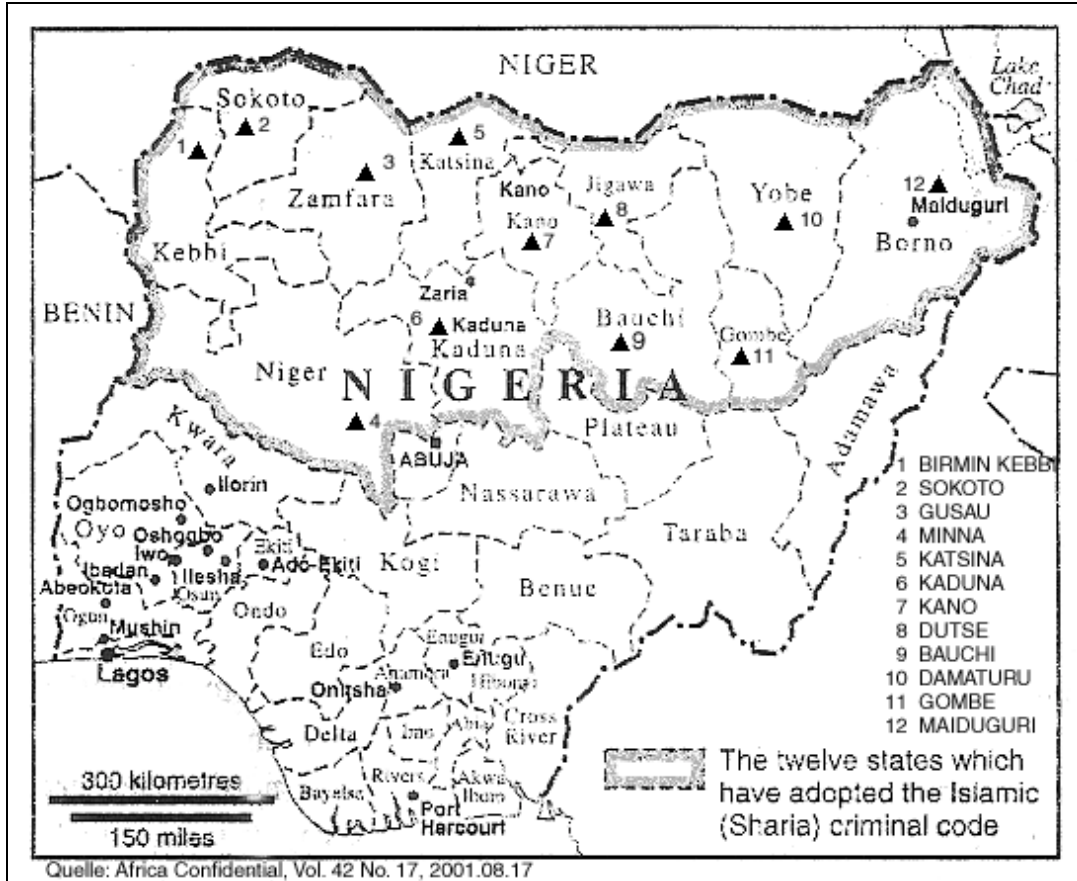 NIGER
Lake
Chad
Sokoto
2
1
5
Katsina
3
Zamfara
Kano
Kano
7
Jigawa
8
Yobe
10
12
Maiduguri
Borno
Kebbi
Zaria
BENIN
6
Kaduna
Kaduna
Bauchi
9
Gombe
11
Niger
NIGERIA
4
Plateau
Adamawa
Kwara
ABUJA
Ilorin
Nassarawa
Ogbomosho
Oyo
Oshogbo
Taraba
Iwo
Ekiti
Ado-Ekiti
Kogi
Ibadan
Ilesha
Osun
Benue
Abeokuta
Ondo
Ogun
Mushin
Edo
Enugu
Enugu
Lagos
Anambra
Onitsha
Delta
Imo
Abia
Cross
River
Rivers
Akwa
Ibom
Bayelsa
Port
Harcourt
1 BIRMIN KEBBI
2 SOKOTO
3 GUSAU
4 MINNA
5 KATSINA
6 KADUNA
7 KANO
8 DUTSE
9 BAUCHI
10 DAMATURU
11 GOMBE
12 MAIDUGURI
The twelve states which
have adopted the Islamic
(Sharia) criminal code
300 kilometres
150 miles
Quelle: Africa Confidential, Vol. 42 No. 17, 2001.08.17